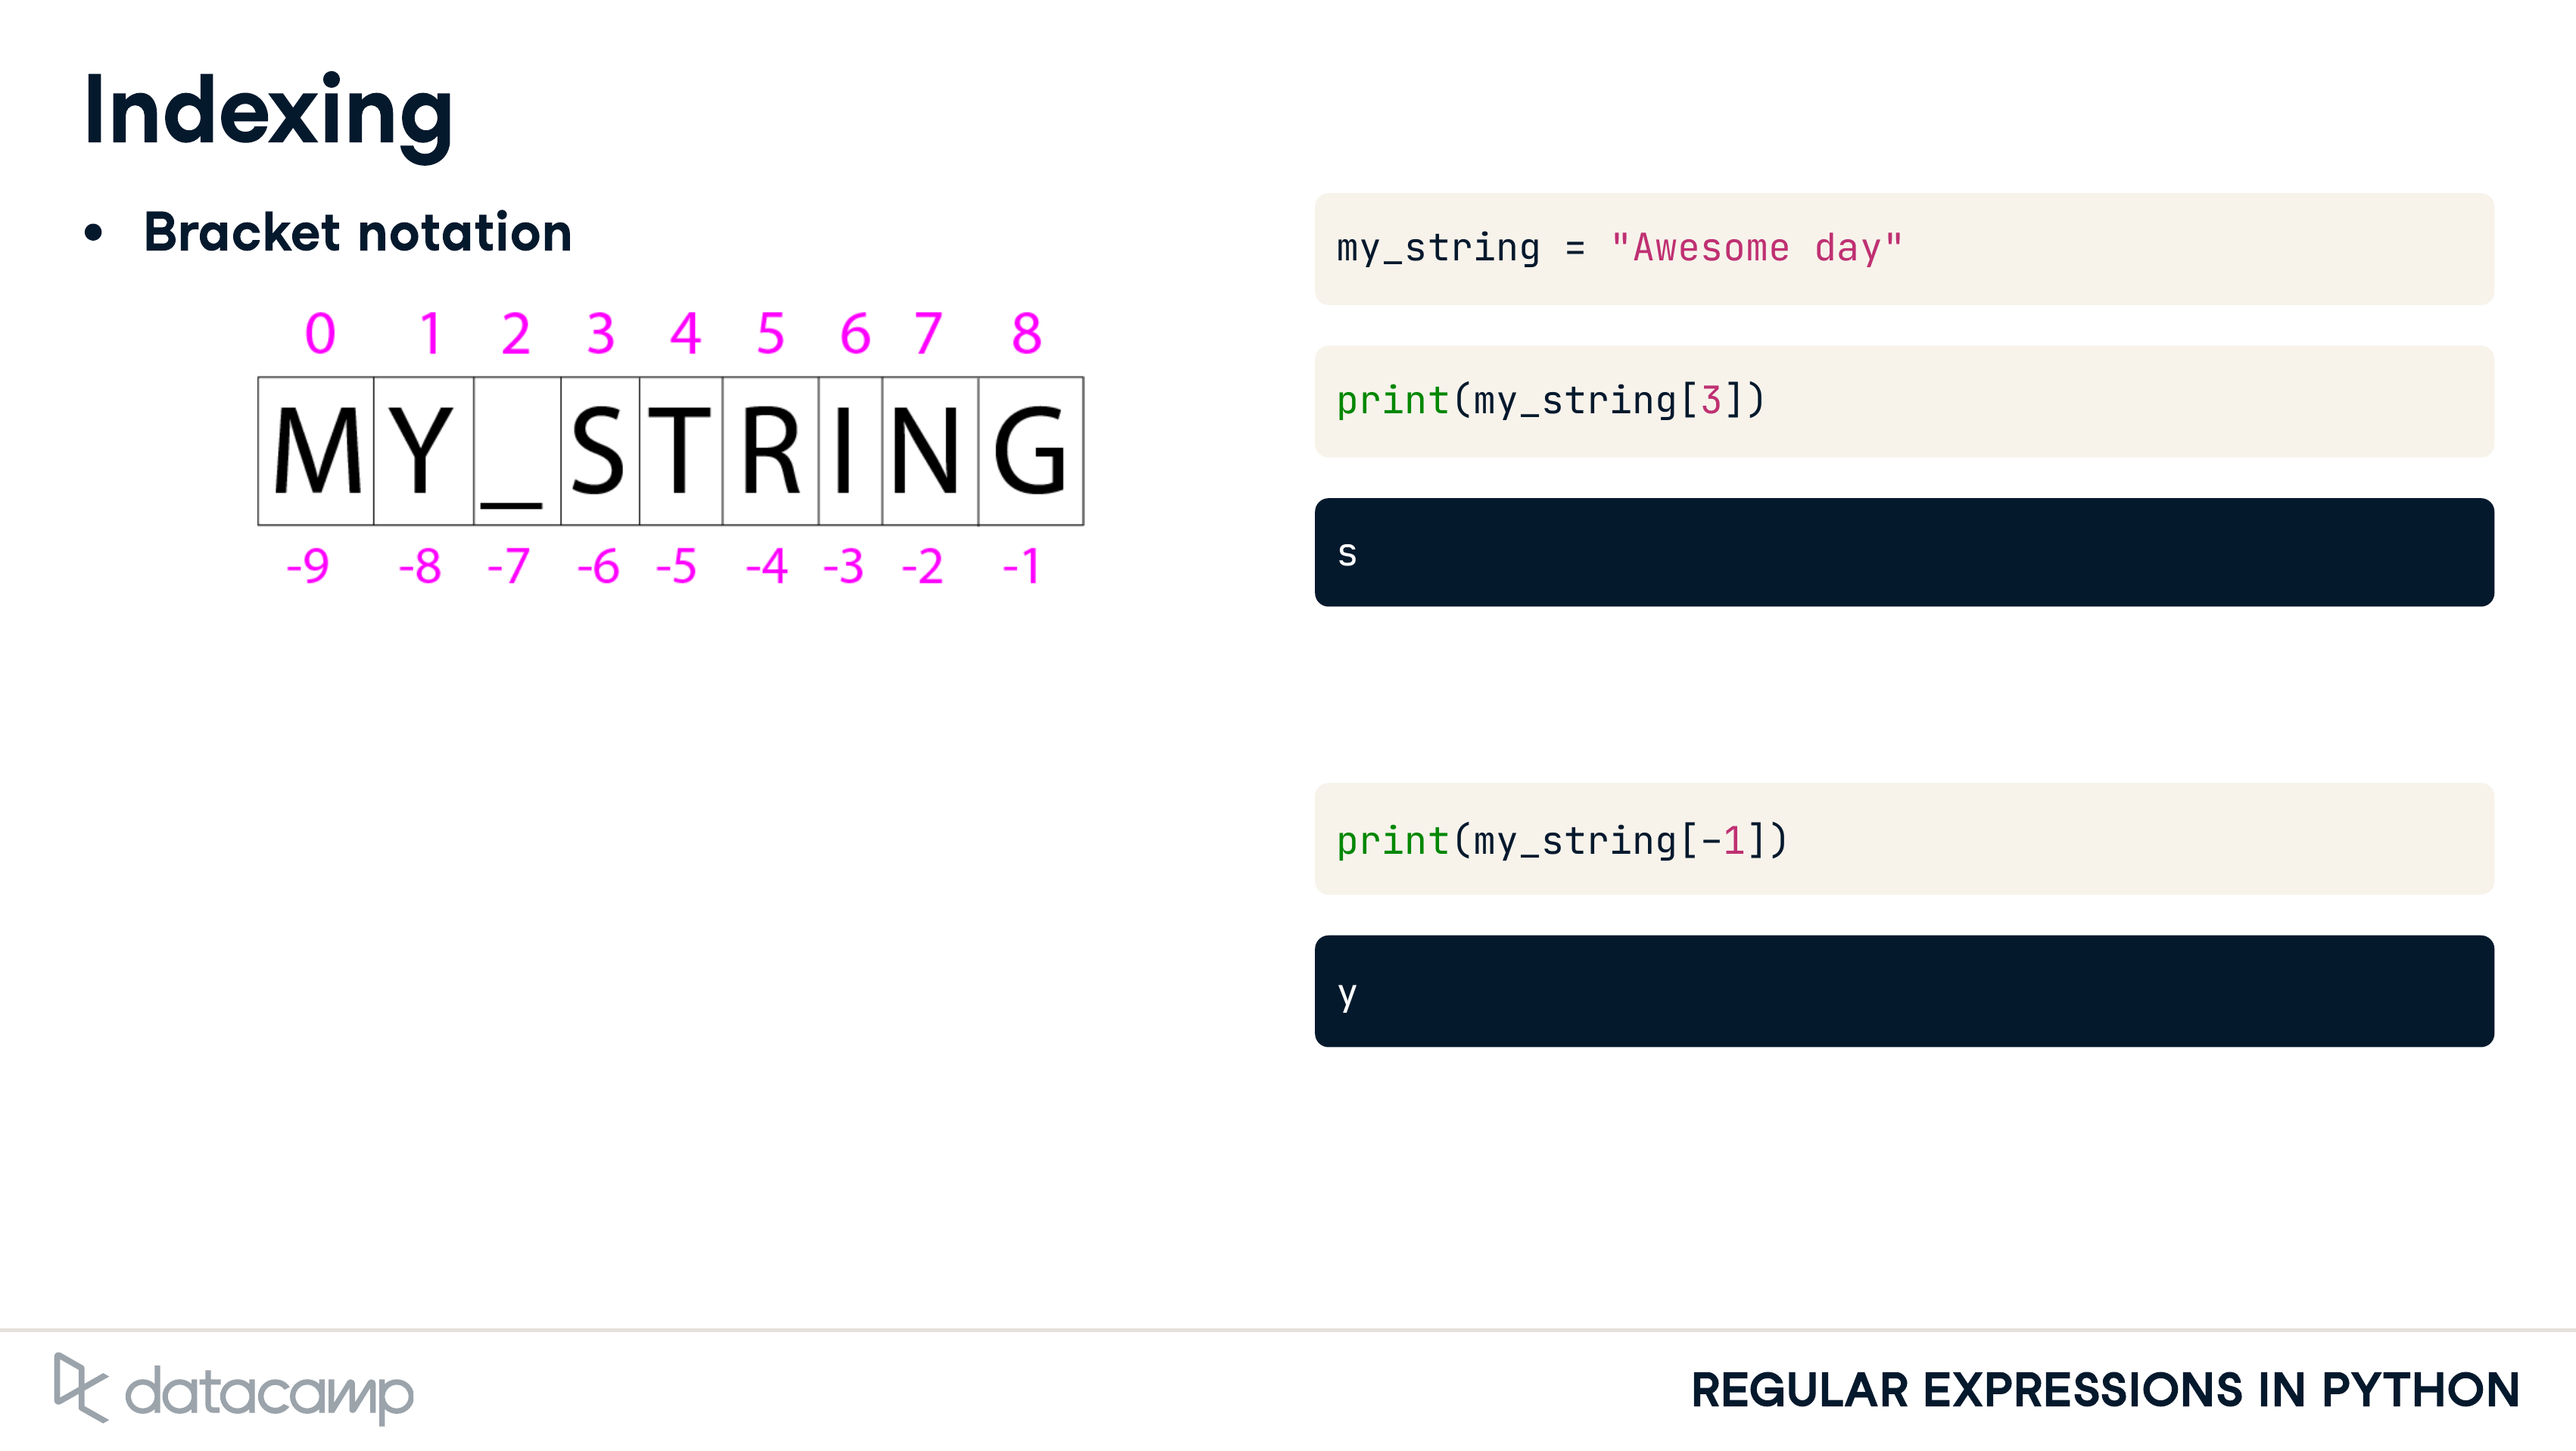 Indexing
• Bracket notation
0 1 2 3 4 5 6 7 8
MY_STRING
-9 -8 -7 -6 -5 -4 -3 -2 -1
my_string = "Awesome day"
print(my_string[3])
s
print(my_string[-1])
y
datacamp
REGULAR EXPRESSIONS IN PYTHON